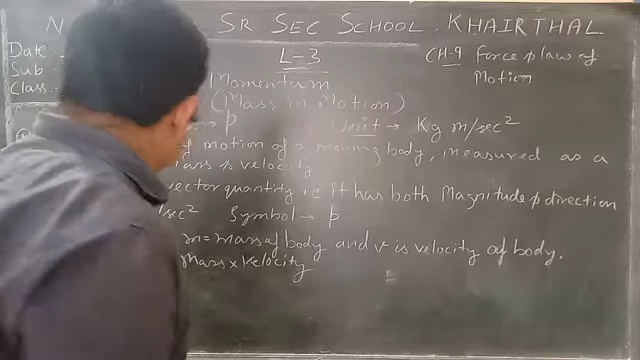 N SR SEC SCHOOL. KHAIRTHAL
Date
L-3
CH-9 Force & law of
Sub
Motion
Class
Momentum
(Mass in Motion)
→ p Unit → Kg m/sec²
of motion of a moving body, measured as a
mass & velocity
vector quantity i.e it has both Magnitude & direction
/sec² Symbol → p
m = mass of body and v is velocity of body.
Mass x velocity